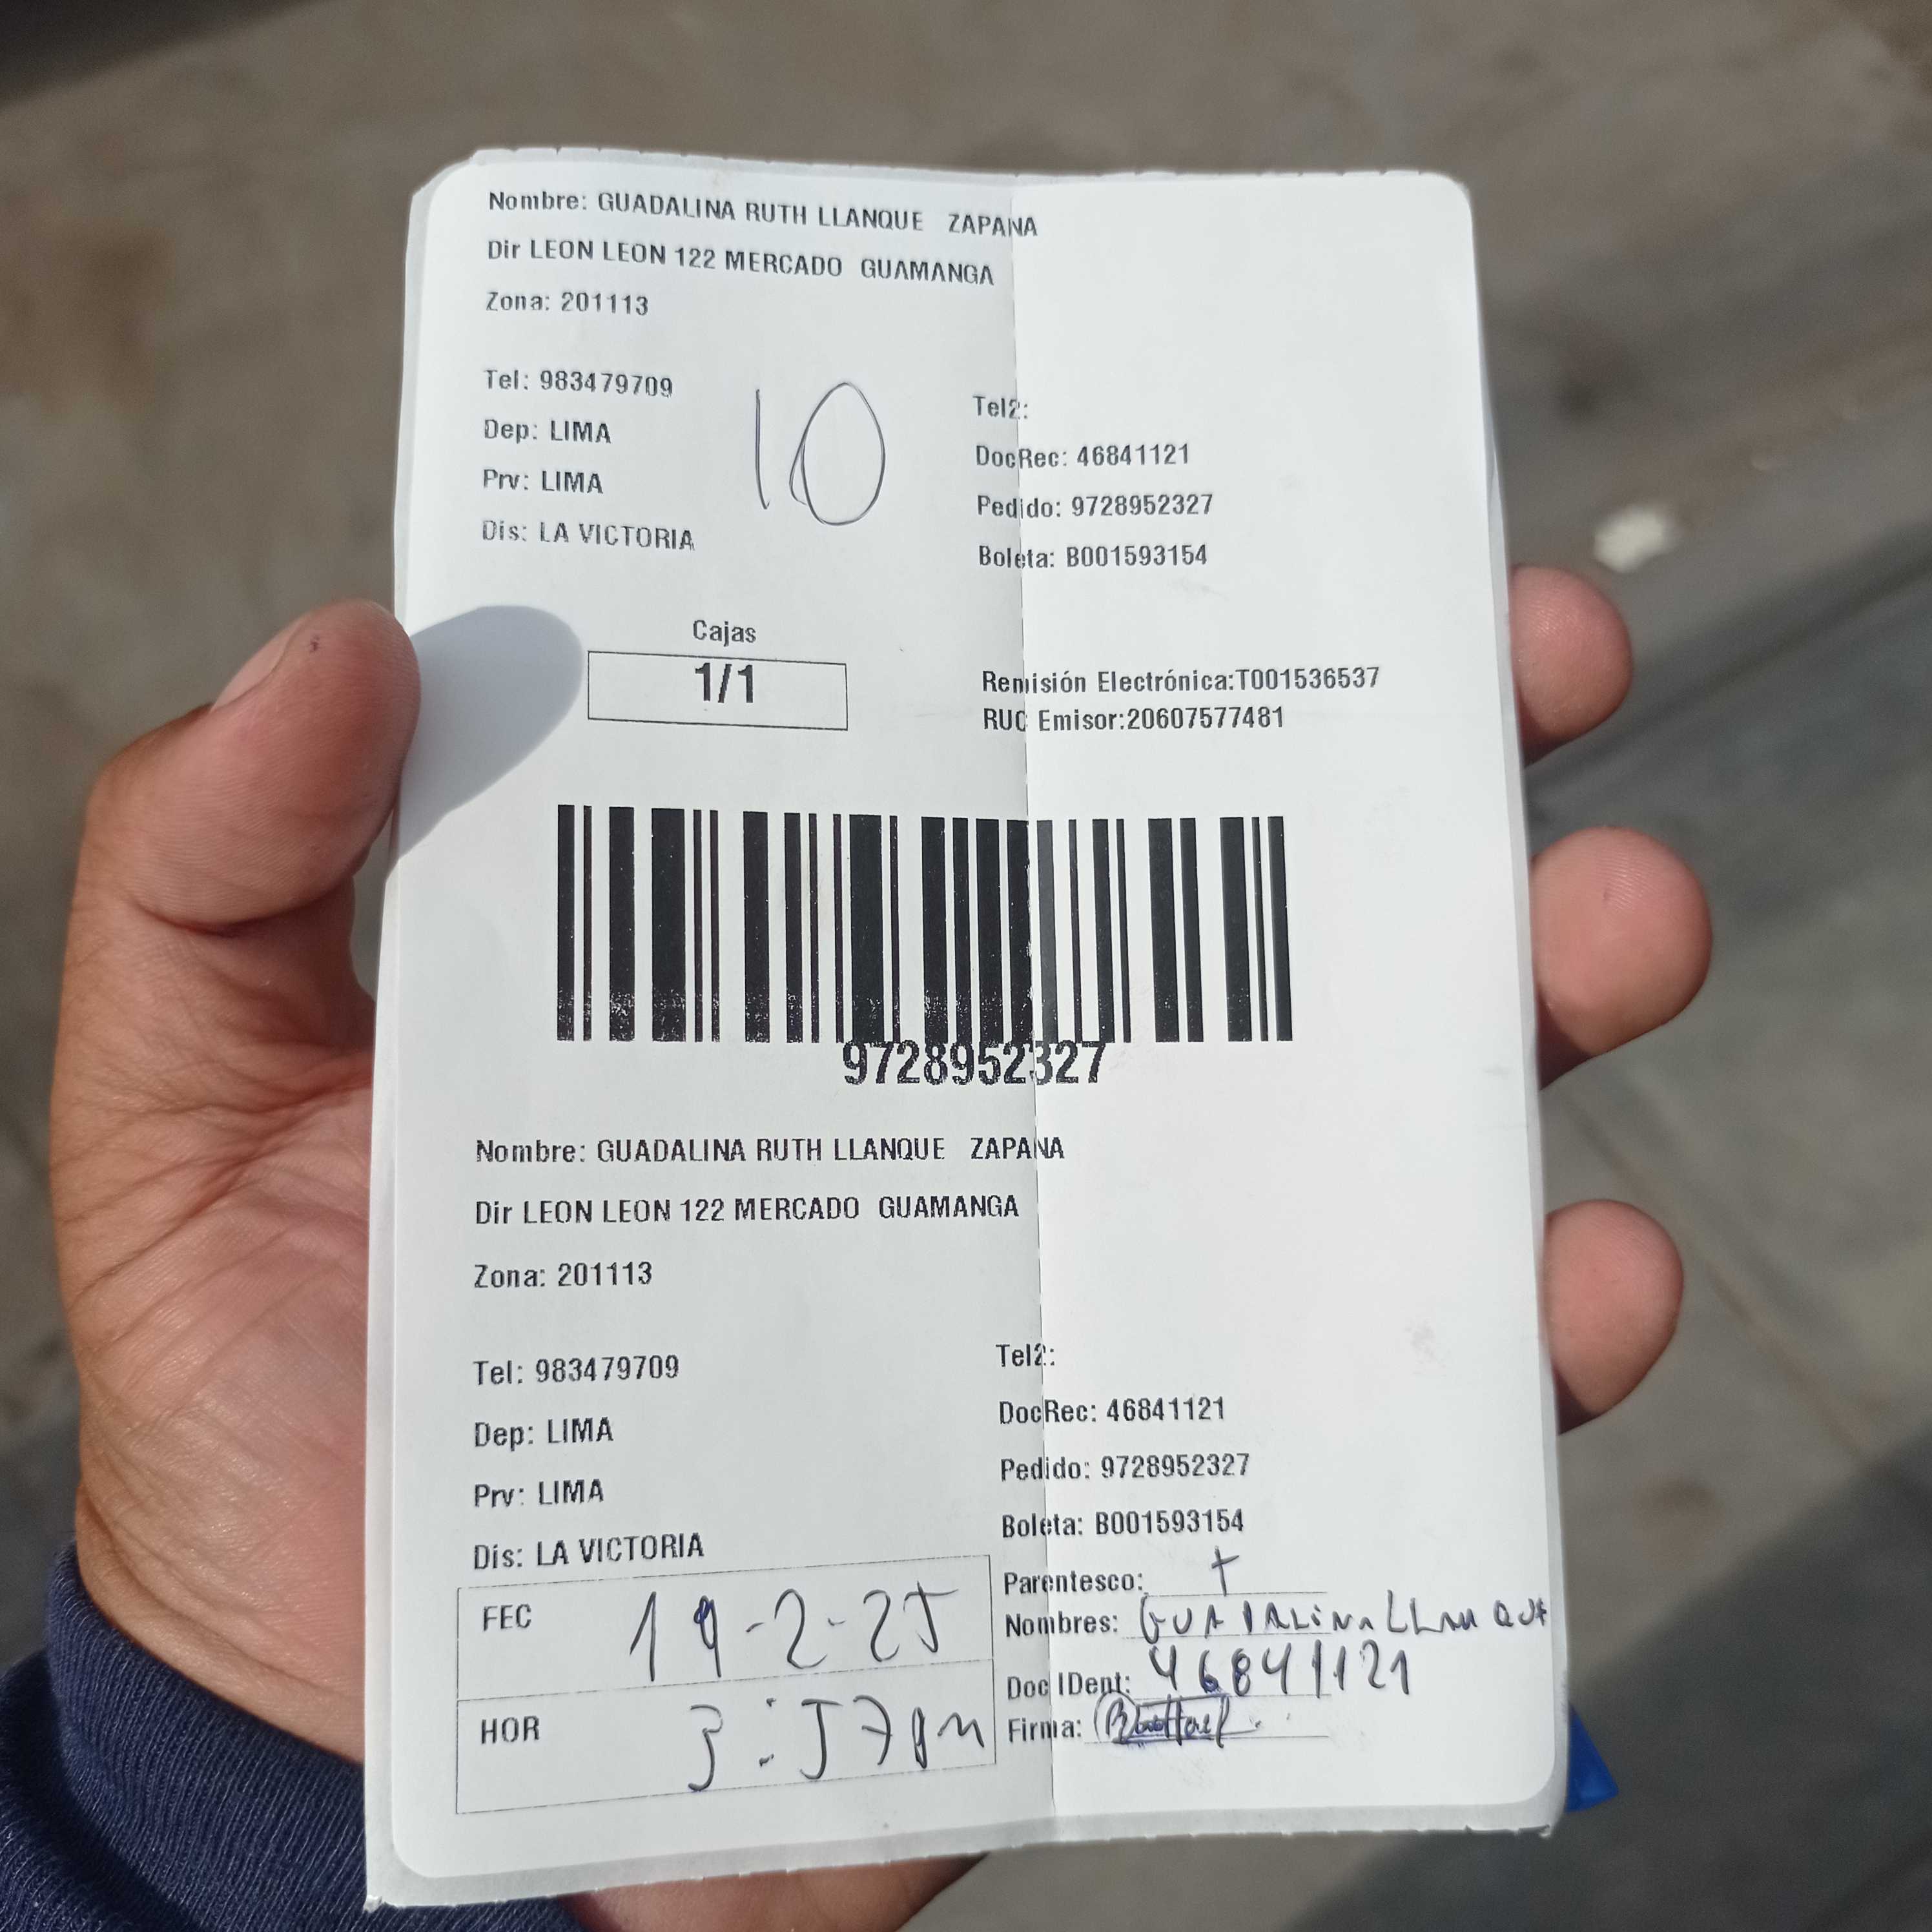 Nombre: GUADALINA RUTH LLANQUE ZAPANA
Dir LEON LEON 122 MERCADO GUAMANGA
Zona: 201113
Tel: 983479709
Dep: LIMA
Prv: LIMA
Dis: LA VICTORIA
10
Tel2:
DocRec: 46841121
Pedido: 9728952327
Boleta: B001593154
Cajas
1/1
Remisión Electrónica:T001536537
RUC Emisor:20607577481
9728952327
Nombre: GUADALINA RUTH LLANQUE ZAPANA
Dir LEON LEON 122 MERCADO GUAMANGA
Zona: 201113
Tel: 983479709
Dep: LIMA
Prv: LIMA
Dis: LA VICTORIA
Tel2:
DocRec: 46841121
Pedido: 9728952327
Boleta: B001593154
FEC 19-2-25
HOR 3:57pm
Parentesco:
Nombres: GUADALINA LLANQUE
Doc IDent: 46841121
Firma: